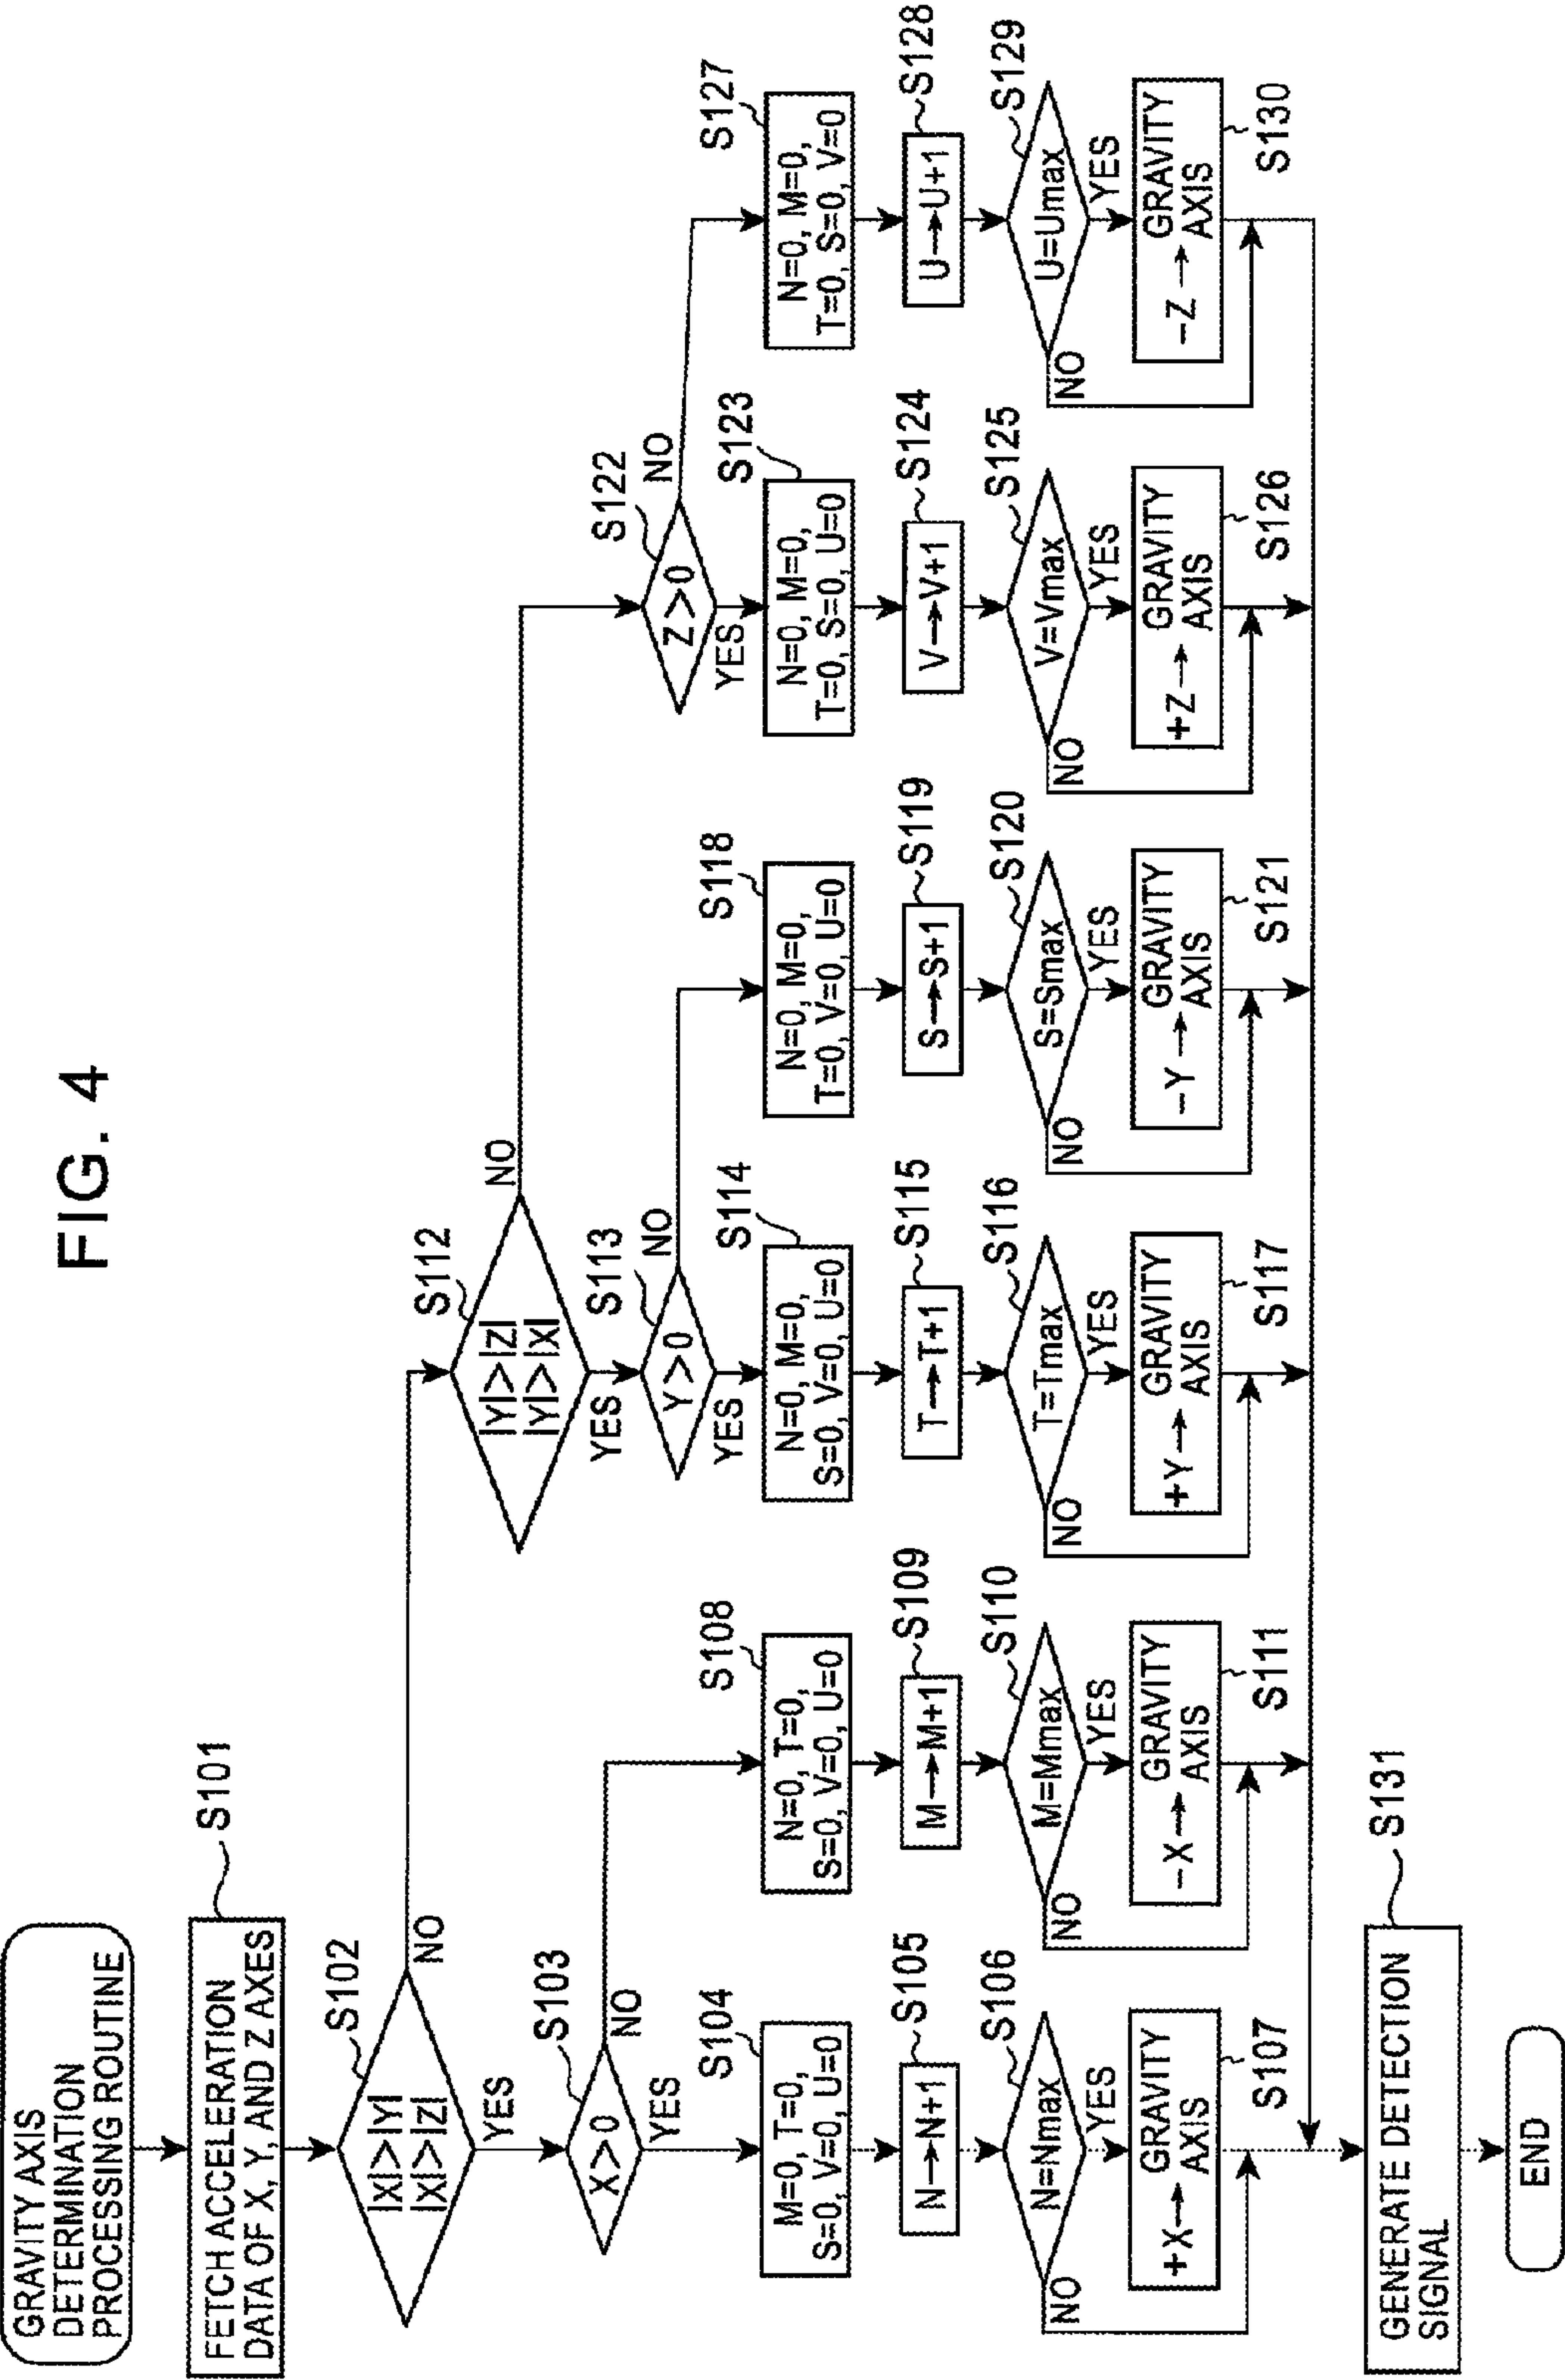 FIG. 4
GRAVITY AXIS
DETERMINATION
PROCESSING ROUTINE
FETCH ACCELERATION
DATA OF X, Y, AND Z AXES
S101
|X|>|Y|
|X|>|Z|
S102
YES
NO
X>0
S103
YES
NO
M=0, T=0,
S=0, V=0, U=0
S104
N→N+1
S105
N=Nmax
S106
YES
NO
+X→GRAVITY
AXIS
S107
N=0, T=0,
S=0, V=0, U=0
S108
M→M+1
S109
M=Mmax
S110
YES
NO
−X→GRAVITY
AXIS
S111
|Y|>|Z|
|Y|>|X|
S112
YES
NO
Y>0
S113
YES
NO
N=0, M=0,
S=0, V=0, U=0
S114
T→T+1
S115
T=Tmax
S116
YES
NO
+Y→GRAVITY
AXIS
S117
N=0, M=0,
T=0, V=0, U=0
S118
S→S+1
S119
S=Smax
S120
YES
NO
−Y→GRAVITY
AXIS
S121
Z>0
S122
YES
NO
N=0, M=0,
T=0, S=0, U=0
S123
V→V+1
S124
V=Vmax
S125
YES
NO
+Z→GRAVITY
AXIS
S126
N=0, M=0,
T=0, S=0, V=0
S127
U→U+1
S128
U=Umax
S129
YES
NO
−Z→GRAVITY
AXIS
S130
GENERATE DETECTION
SIGNAL
S131
END